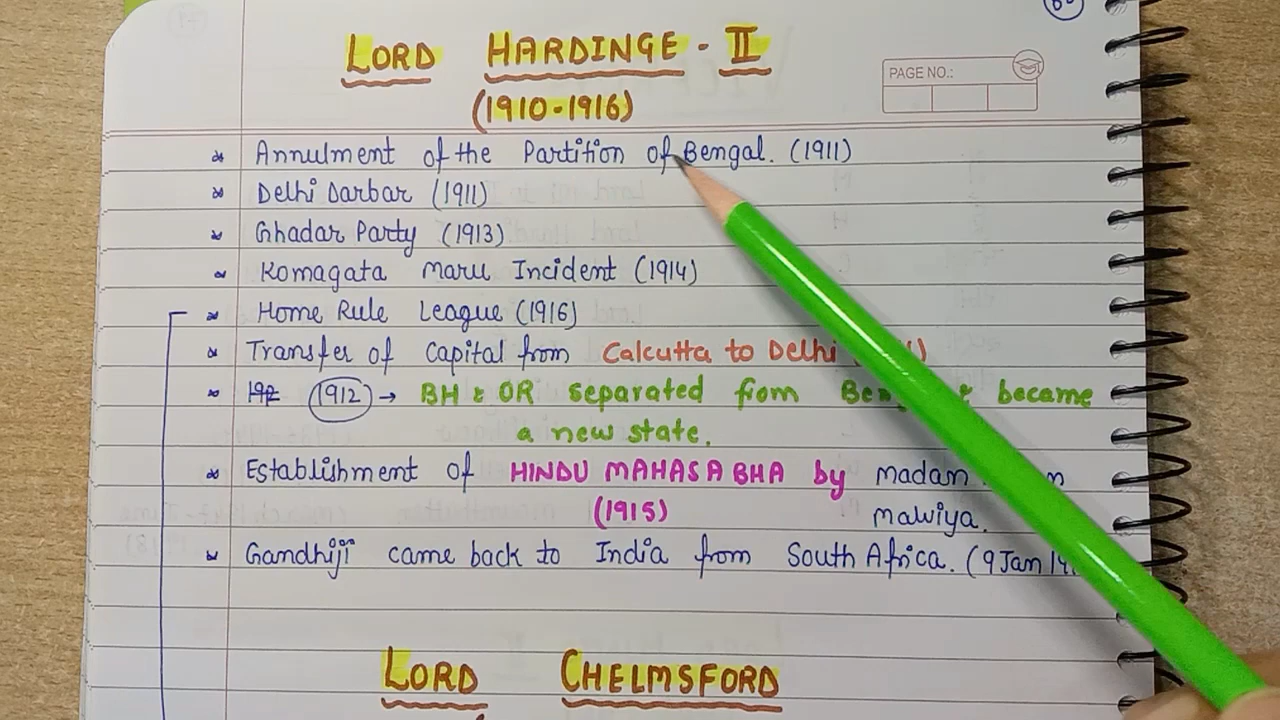 LORD HARDINGE - II
(1910-1916)
PAGE NO.:
Annulment of the Partition of Bengal. (1911)
Delhi Darbar (1911)
Ghadar Party (1913)
Komagata Maru Incident (1914)
Home Rule League (1916)
Transfer of Capital from Calcutta to Delhi
1912 → BH & OR separated from became
a new state.
Establishment of HINDU MAHASABHA by madan
(1915) malviya.
Gandhiji came back to India from South Africa. (9 Jan
LORD CHELMSFORD